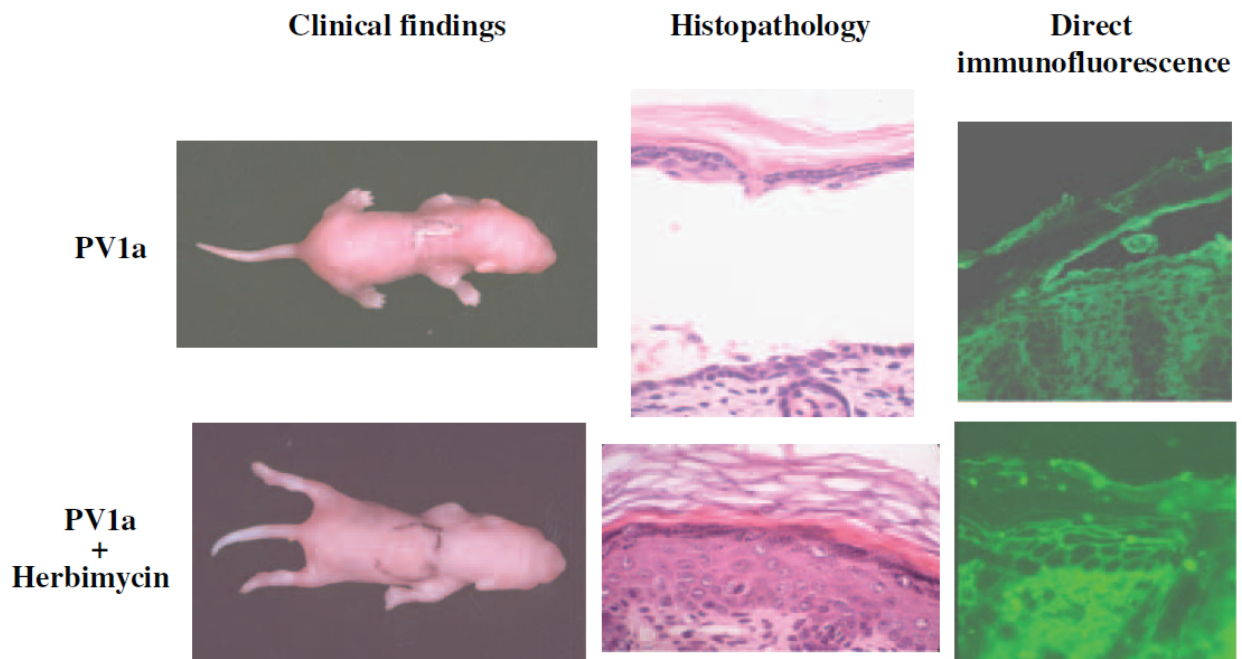 Clinical findings
Histopathology
Direct
immunofluorescence
PV1a
PV1a
+
Herbimycin